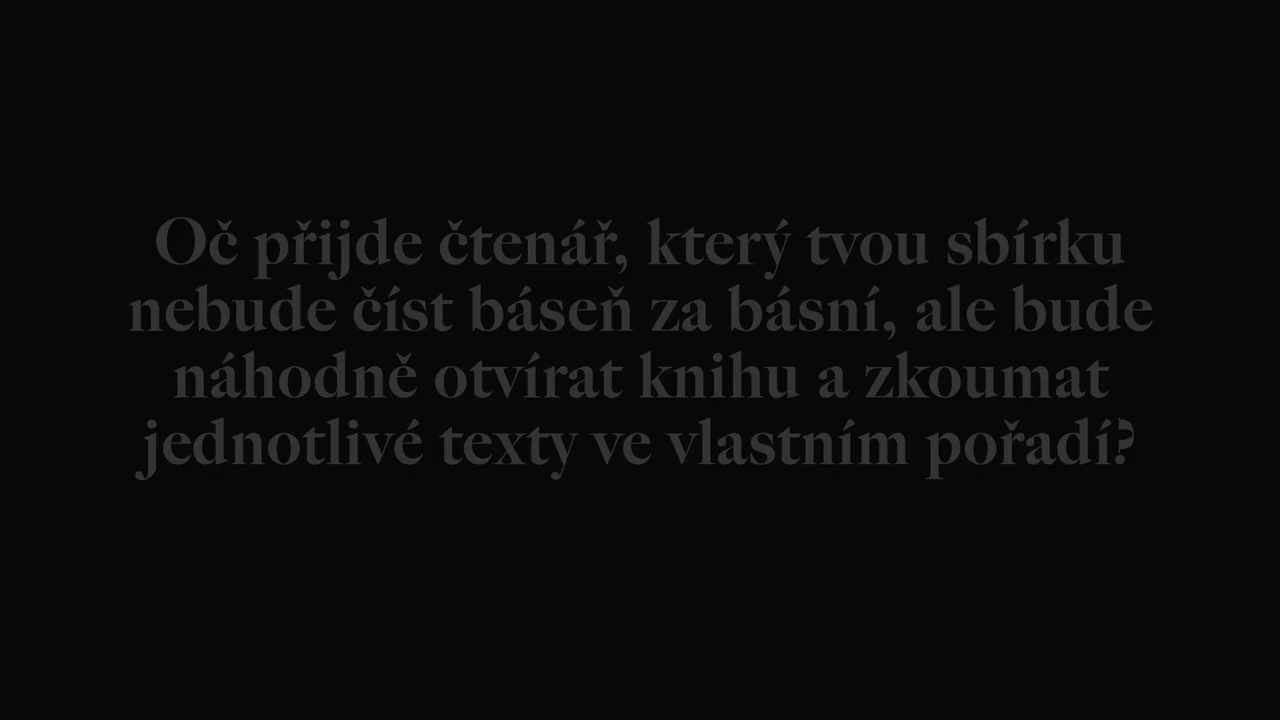 Oč přijde čtenář, který tvou sbírku
nebude číst báseň za básní, ale bude
náhodně otvírat knihu a zkoumat
jednotlivé texty ve vlastním pořadí?